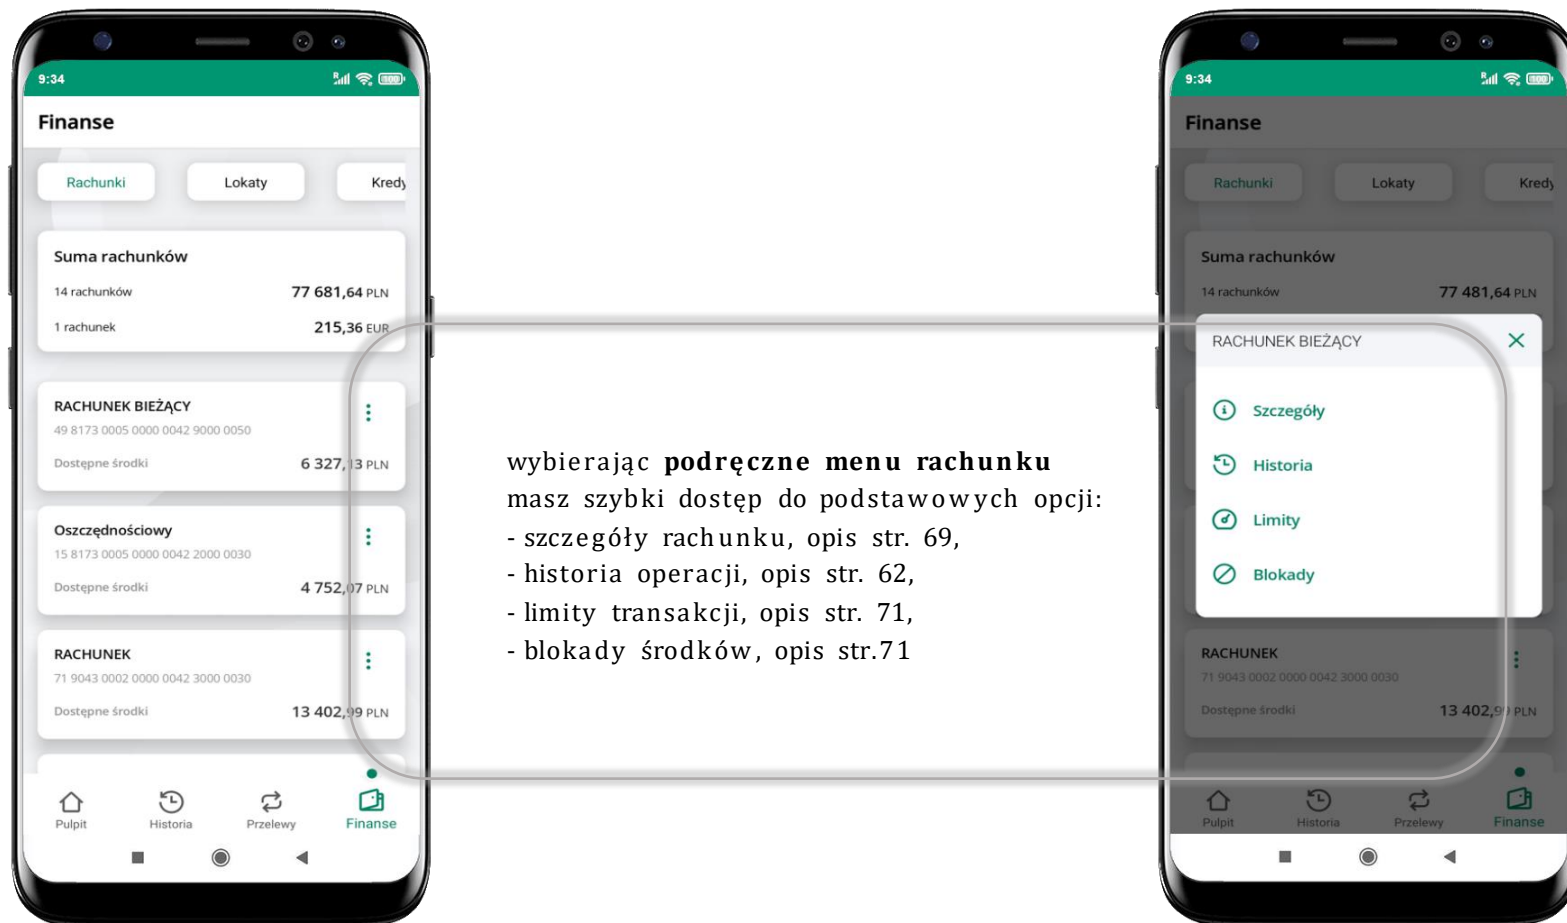 9:34
Finanse
Rachunki Lokaty Kredy
Suma rachunków
14 rachunków 77 681,64 PLN
1 rachunek 215,36 EUR
RACHUNEK BIEŻĄCY
49 8173 0005 0000 0042 9000 0050
Dostępne środki 6 327,13 PLN
Oszczędnościowy
15 8173 0005 0000 0042 2000 0030
Dostępne środki 4 752,07 PLN
RACHUNEK
71 9043 0002 0000 0042 3000 0030
Dostępne środki 13 402,99 PLN
Pulpit Historia Przelewy Finanse
wybierając podręczne menu rachunku
masz szybki dostęp do podstawowych opcji:
- szczegóły rachunku, opis str. 69,
- historia operacji, opis str. 62,
- limity transakcji, opis str. 71,
- blokady środków, opis str.71
9:34
Finanse
Rachunki Lokaty Kredy
Suma rachunków
14 rachunków 77 481,64 PLN
RACHUNEK BIEŻĄCY
Szczegóły
Historia
Limity
Blokady
RACHUNEK
71 9043 0002 0000 0042 3000 0030
Dostępne środki 13 402,99 PLN
Pulpit Historia Przelewy Finanse